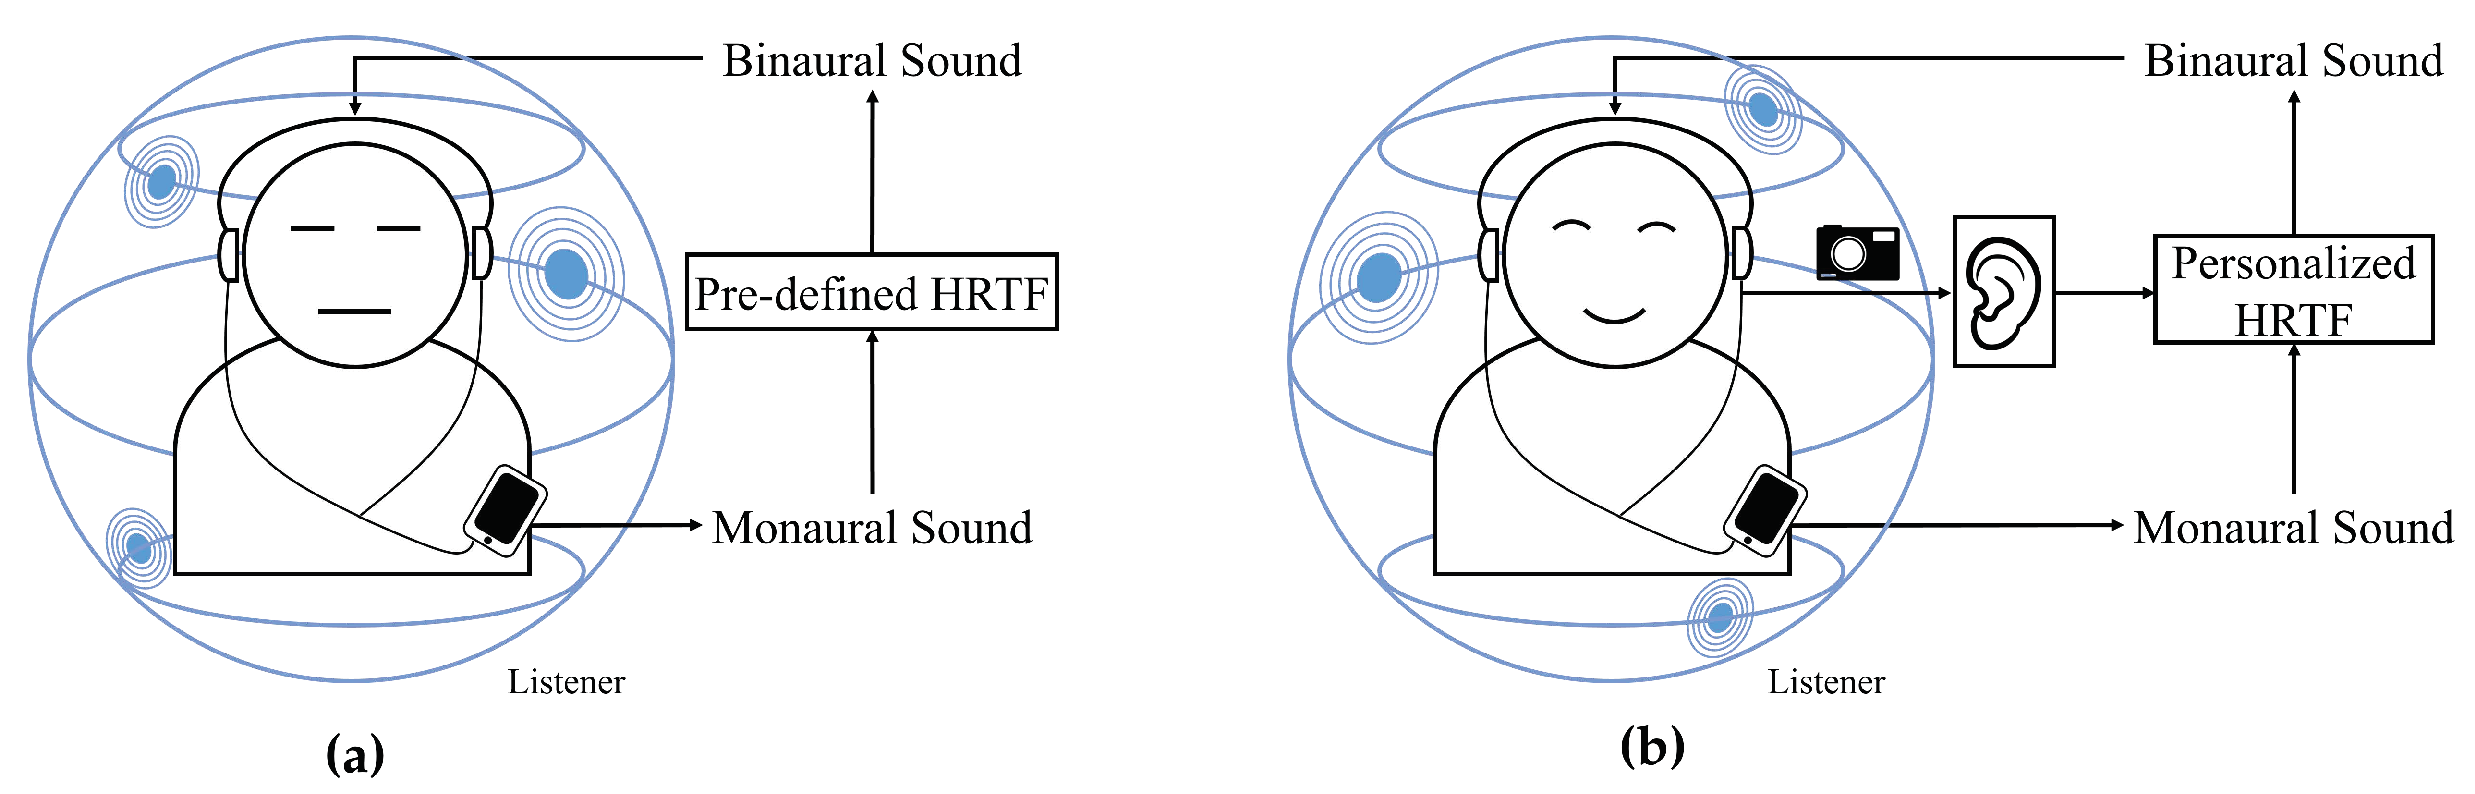 Binaural Sound
Pre-defined HRTF
Monaural Sound
Listener
(a)
Binaural Sound
Personalized
HRTF
Monaural Sound
Listener
(b)